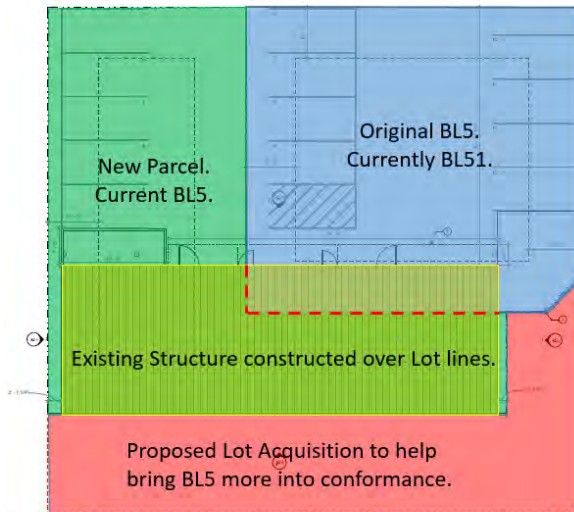 Original BL5.
Currently BL51.
New Parcel.
Current BL5.
Existing Structure constructed over Lot lines.
Proposed Lot Acquisition to help
bring BL5 more into conformance.